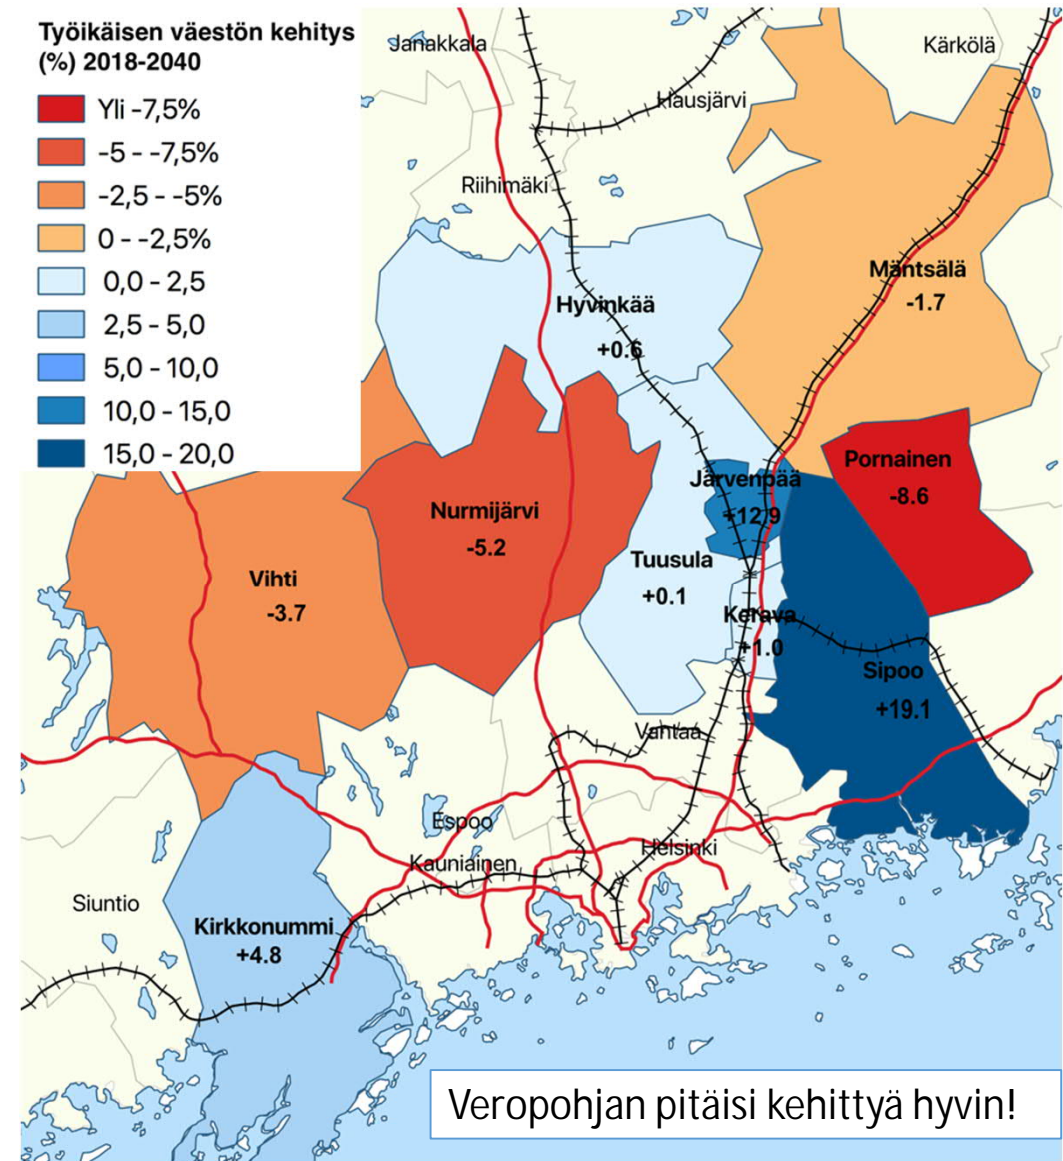 Työikäisen väestön kehitys
(%) 2018-2040
Yli -7,5%
-5 - -7,5%
-2,5 - -5%
0 - -2,5%
0,0 - 2,5
2,5 - 5,0
5,0 - 10,0
10,0 - 15,0
15,0 - 20,0
Janakkala
Kärkölä
Hausjärvi
Riihimäki
Mäntsälä
-1.7
Hyvinkää
+0.6
Pornainen
-8.6
Järvenpää
+12.9
Nurmijärvi
-5.2
Tuusula
+0.1
Vihti
-3.7
Kerava
+1.0
Sipoo
+19.1
Vantaa
Espoo
Helsinki
Kauniainen
Siuntio
Kirkkonummi
+4.8
Veropohjan pitäisi kehittyä hyvin!